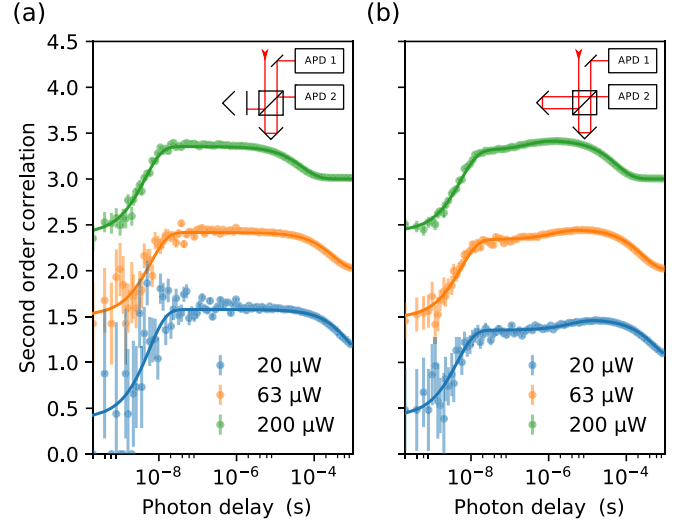 (a)
(b)
Second order correlation
4.5
4.0
3.5
3.0
2.5
2.0
1.5
1.0
0.5
0.0
APD 1
APD 2
20 µW
63 µW
200 µW
10⁻⁸
10⁻⁶
10⁻⁴
Photon delay (s)
APD 1
APD 2
20 µW
63 µW
200 µW
10⁻⁸
10⁻⁶
10⁻⁴
Photon delay (s)